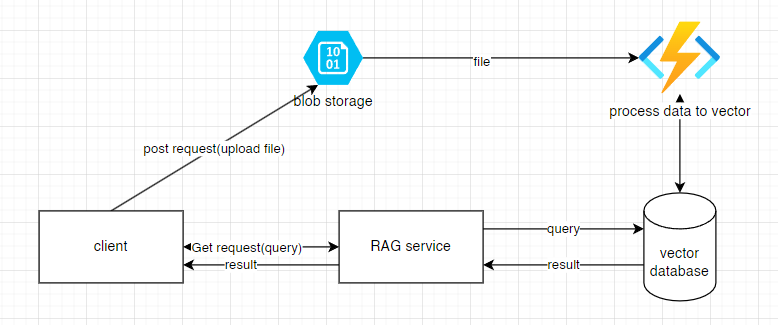 10
01
file
blob storage
process data to vector
post request(upload file)
client
Get request(query)
result
RAG service
query
result
vector
database